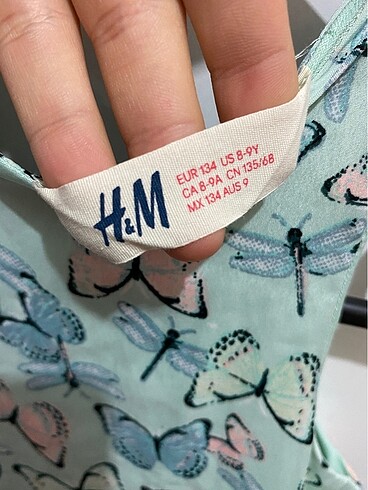 H&M
EUR 134 US 8-9Y
CA 8-9A CN 135/68
MX 134 AUS 9